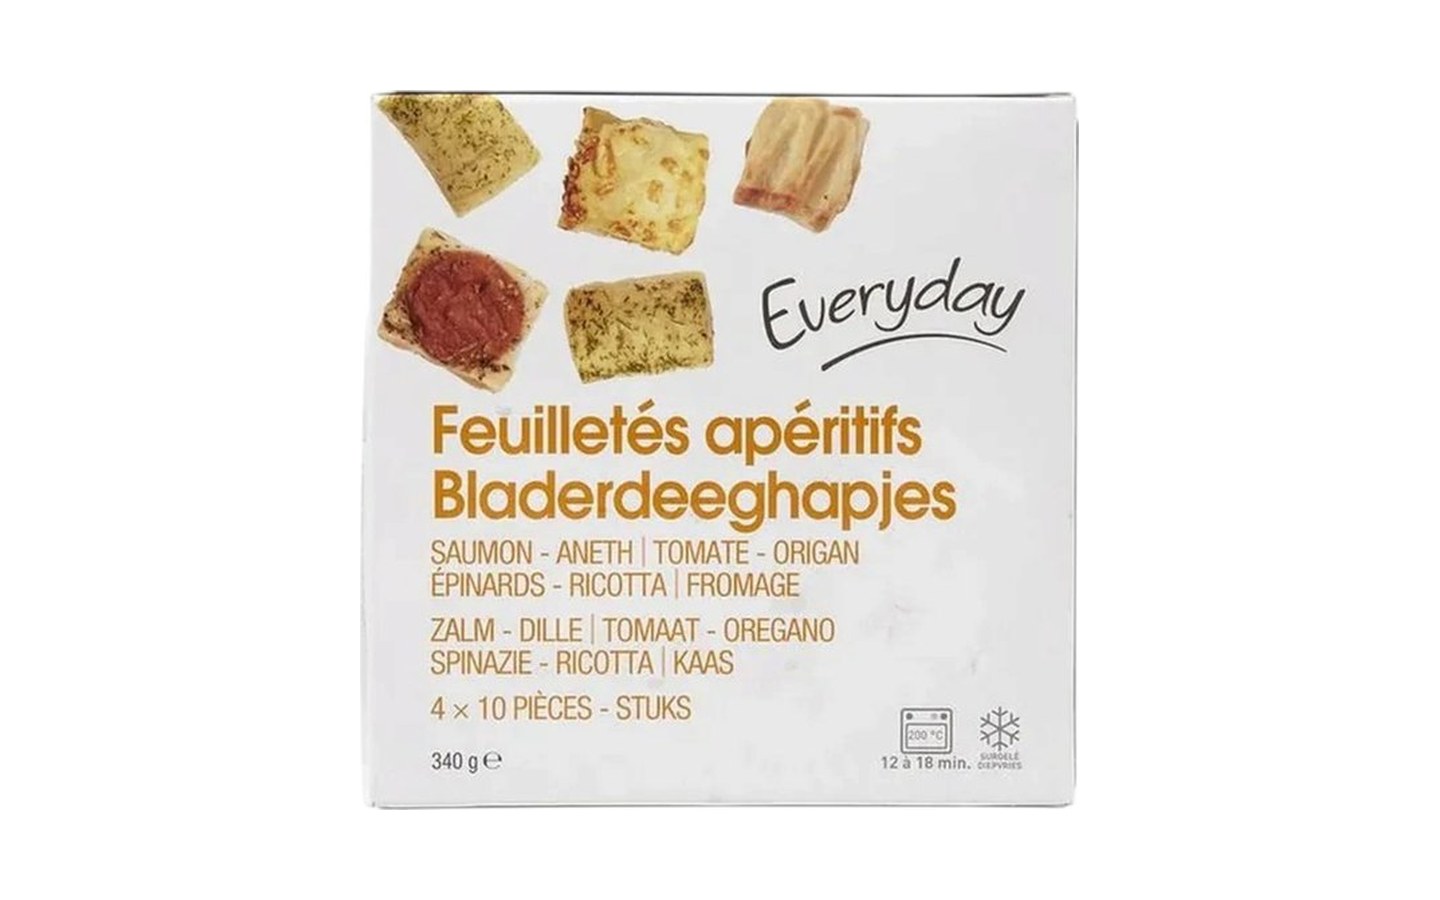 Everyday
Feuilletés apéritifs
Bladerdeeghapjes
SAUMON - ANETH | TOMATE - ORIGAN
ÉPINARDS - RICOTTA | FROMAGE
ZALM - DILLE | TOMAAT - OREGANO
SPINAZIE - RICOTTA | KAAS
4 × 10 PIÈCES - STUKS
340 g ℮
200 °C
12 à 18 min.
SURGELÉ
DIEPVRIES